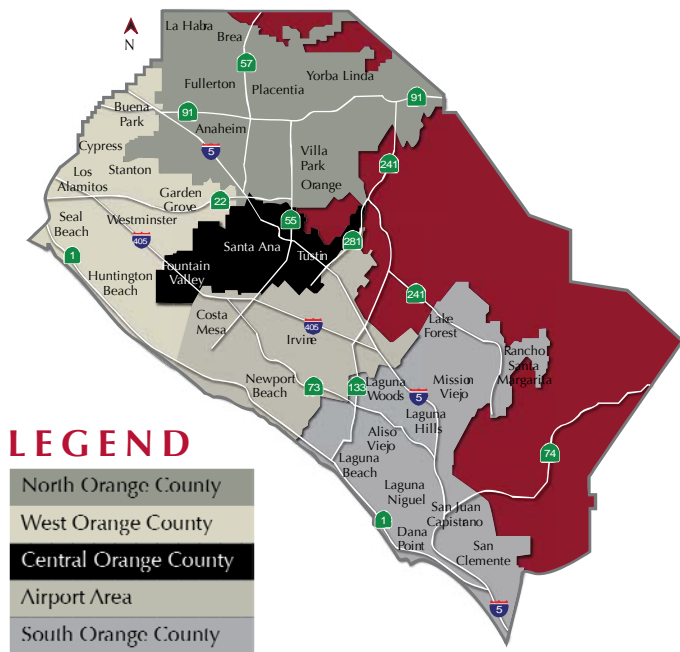 La Habra
Brea
N
57
Yorba Linda
Fullerton
Placentia
91
Buena
Park
91
Anaheim
Cypress
5
Villa
Park
241
Stanton
Los
Alamitos
Orange
Garden
Grove
22
Seal
Beach
Westminster
55
405
Santa Ana
281
Tustin
1
Fountain
Valley
Huntington
Beach
241
Costa
Mesa
405
Lake
Forest
Irvine
Rancho
Santa
Margarita
Newport
Beach
73
133
Laguna
Woods
Mission
Viejo
5
Laguna
Hills
Aliso
Viejo
74
Laguna
Beach
Laguna
Niguel
San Juan
Capistrano
1
Dana
Point
San
Clemente
5
LEGEND
North Orange County
West Orange County
Central Orange County
Airport Area
South Orange County